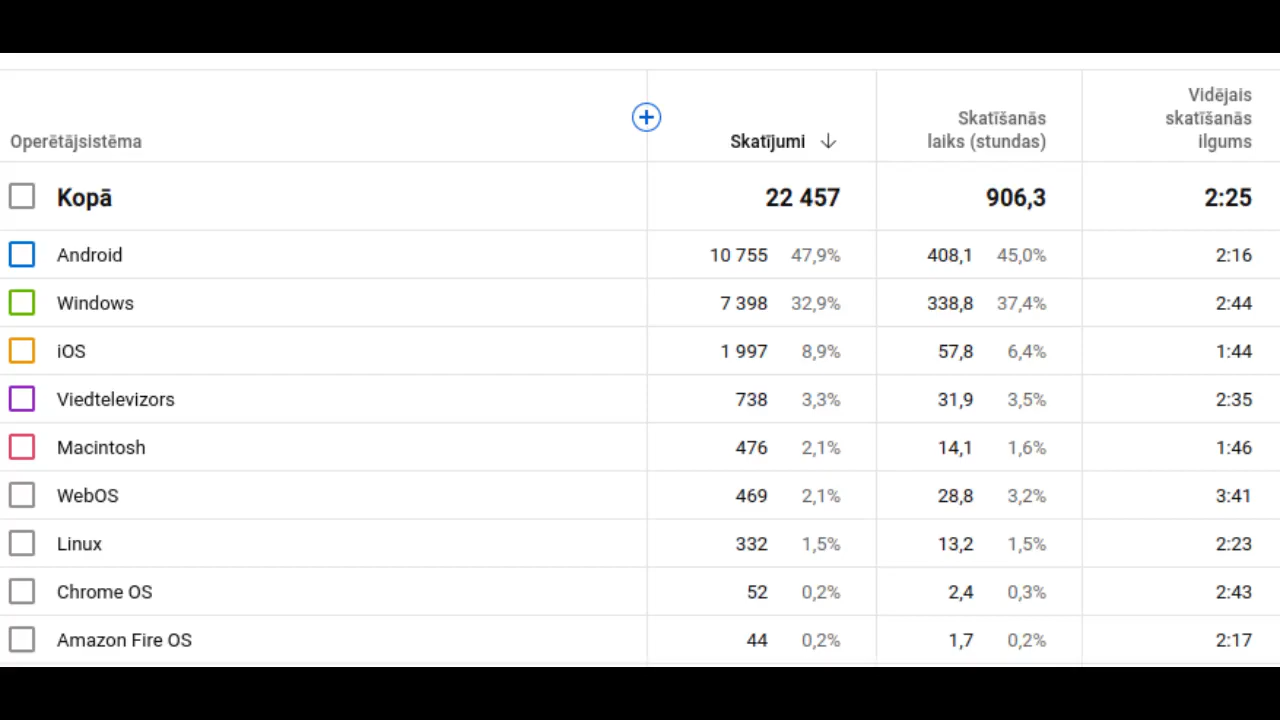 Operētājsistēma
Skatījumi ↓
Skatīšanās
laiks (stundas)
Vidējais
skatīšanās
ilgums
Kopā 22 457 906,3 2:25
Android 10 755 47,9% 408,1 45,0% 2:16
Windows 7 398 32,9% 338,8 37,4% 2:44
iOS 1 997 8,9% 57,8 6,4% 1:44
Viedtelevizors 738 3,3% 31,9 3,5% 2:35
Macintosh 476 2,1% 14,1 1,6% 1:46
WebOS 469 2,1% 28,8 3,2% 3:41
Linux 332 1,5% 13,2 1,5% 2:23
Chrome OS 52 0,2% 2,4 0,3% 2:43
Amazon Fire OS 44 0,2% 1,7 0,2% 2:17